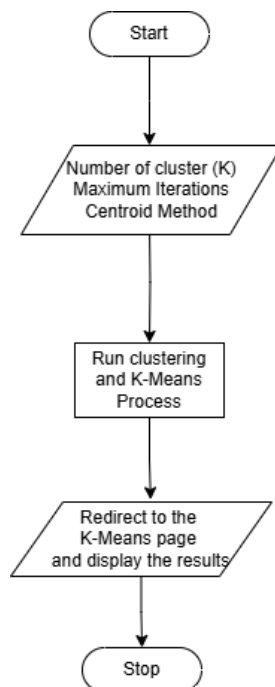 Start
Number of cluster (K)
Maximum Iterations
Centroid Method
Run clustering
and K-Means
Process
Redirect to the
K-Means page
and display the results
Stop